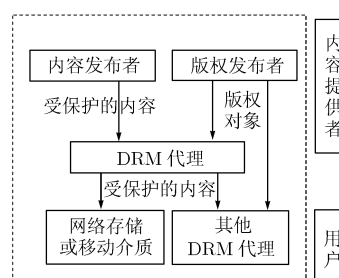 内容发布者
版权发布者
受保护的内容
版权
对象
DRM 代理
受保护的内容
网络存储
或移动介质
其他
DRM 代理
内
容
提
供
者
用
户